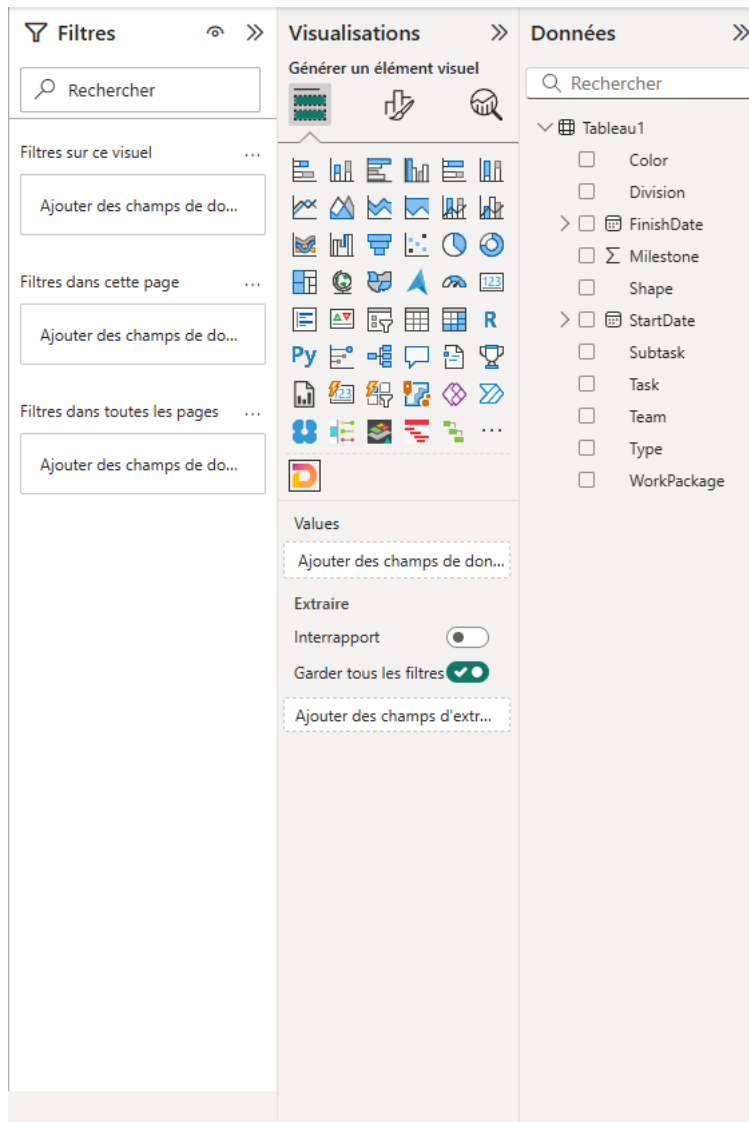 Filtres
Rechercher
Filtres sur ce visuel
Ajouter des champs de do...
Filtres dans cette page
Ajouter des champs de do...
Filtres dans toutes les pages
Ajouter des champs de do...
Visualisations
Générer un élément visuel
123
R
Py
123
Values
Ajouter des champs de don...
Extraire
Interrapport
Garder tous les filtres
Ajouter des champs d'extr...
Données
Rechercher
Tableau1
Color
Division
FinishDate
Σ Milestone
Shape
StartDate
Subtask
Task
Team
Type
WorkPackage